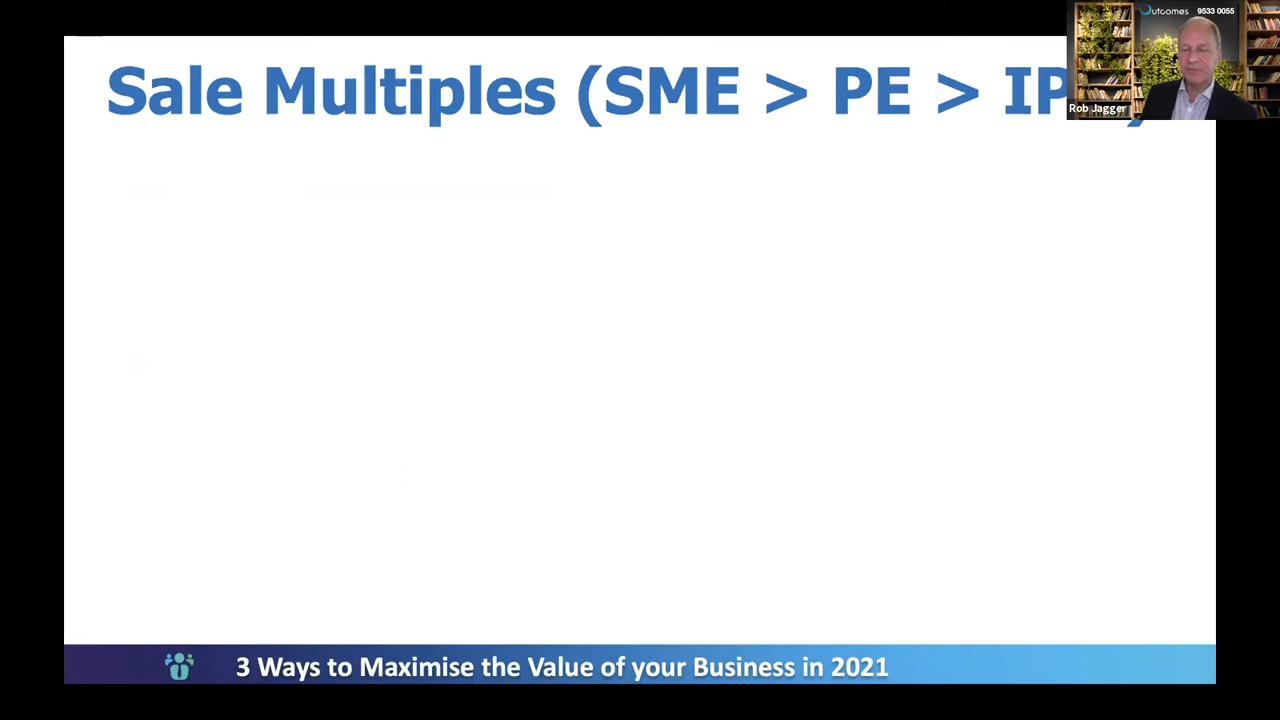 Outcomes 9533 0055
Sale Multiples (SME > PE > IP
Rob Jagger
3 Ways to Maximise the Value of your Business in 2021